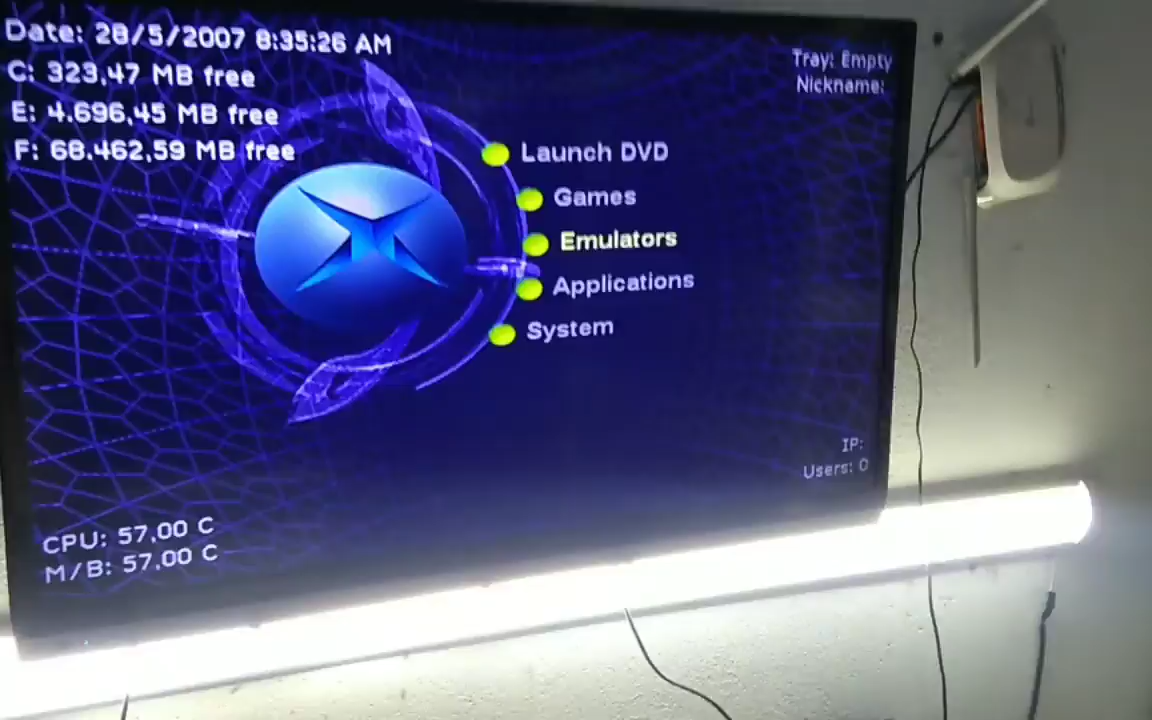 Date: 28/5/2007 8:35:26 AM
C: 323,47 MB free
E: 4.696,45 MB free
F: 68.462,59 MB free
Tray: Empty
Nickname:
Launch DVD
Games
Emulators
Applications
System
IP:
Users: 0
CPU: 57,00 C
M/B: 57,00 C